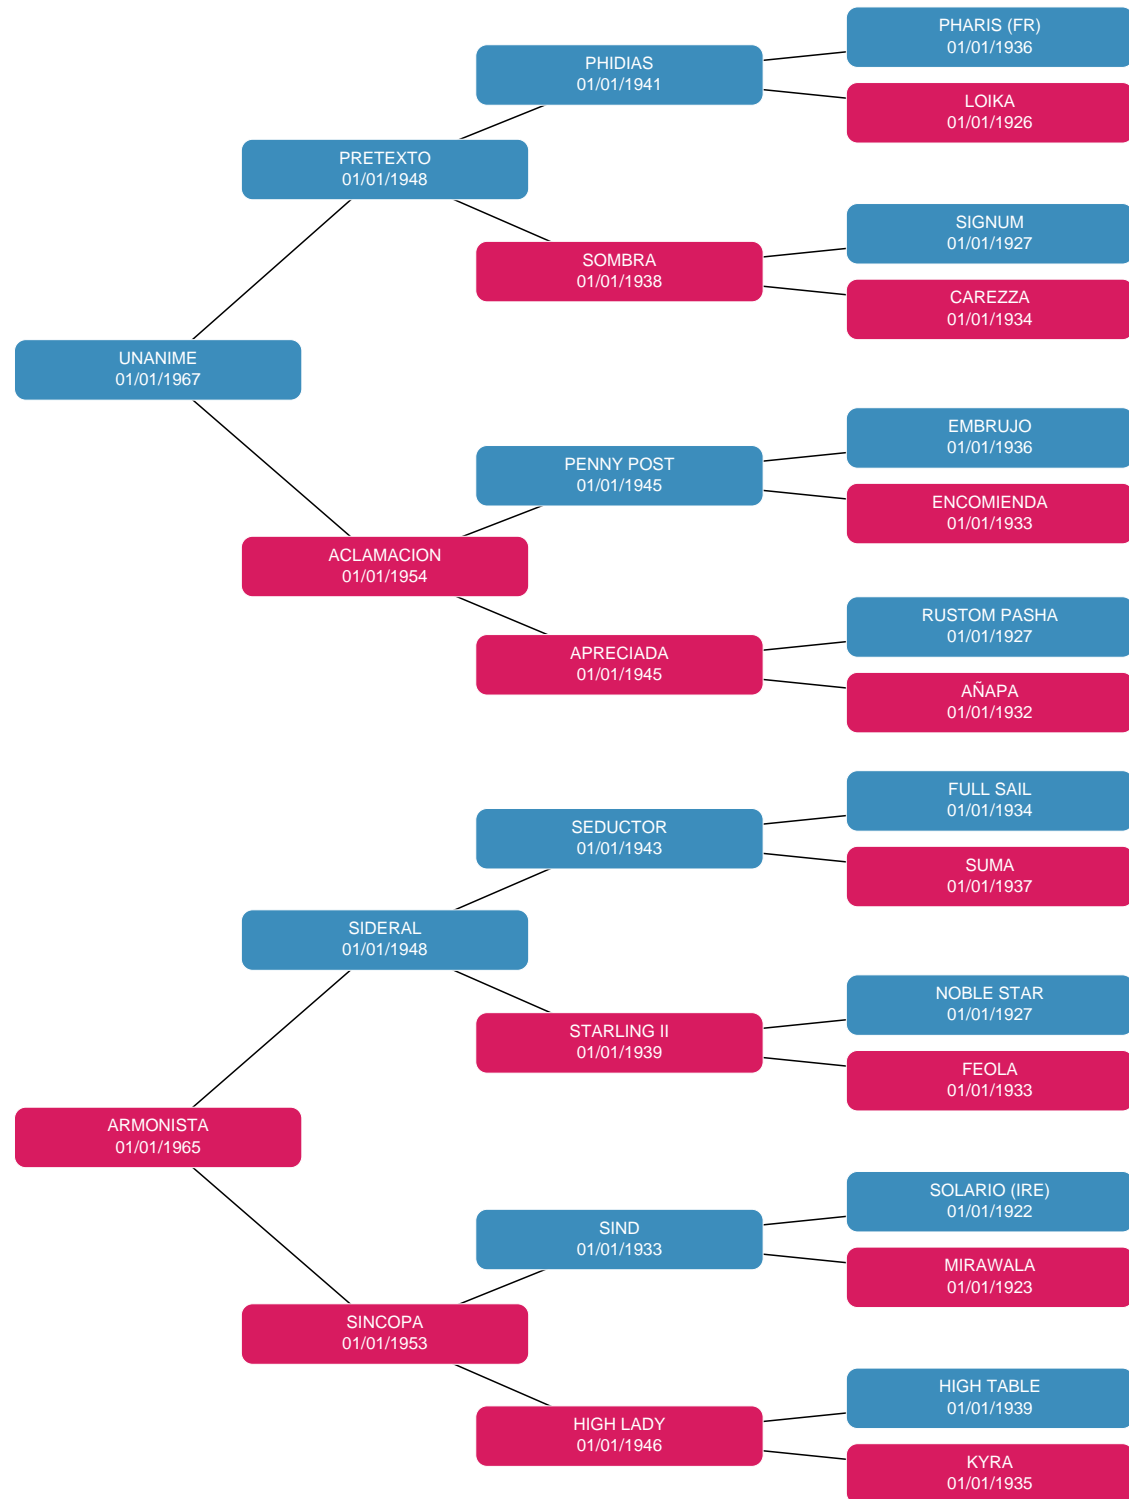 PHARIS (FR)
01/01/1936
PHIDIAS
01/01/1941
LOIKA
01/01/1926
PRETEXTO
01/01/1948
SIGNUM
01/01/1927
SOMBRA
01/01/1938
CAREZZA
01/01/1934
UNANIME
01/01/1967
EMBRUJO
01/01/1936
PENNY POST
01/01/1945
ENCOMIENDA
01/01/1933
ACLAMACION
01/01/1954
RUSTOM PASHA
01/01/1927
APRECIADA
01/01/1945
AÑAPA
01/01/1932
FULL SAIL
01/01/1934
SEDUCTOR
01/01/1943
SUMA
01/01/1937
SIDERAL
01/01/1948
NOBLE STAR
01/01/1927
STARLING II
01/01/1939
FEOLA
01/01/1933
ARMONISTA
01/01/1965
SOLARIO (IRE)
01/01/1922
SIND
01/01/1933
MIRAWALA
01/01/1923
SINCOPA
01/01/1953
HIGH TABLE
01/01/1939
HIGH LADY
01/01/1946
KYRA
01/01/1935